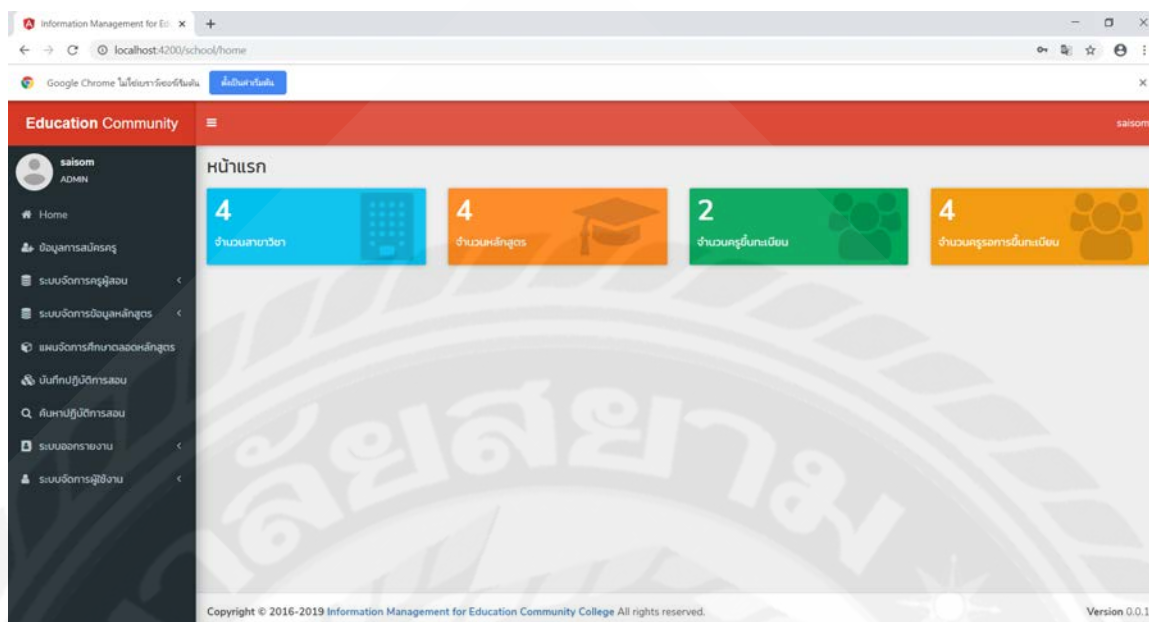 Information Management for Ed
localhost:4200/school/home
Google Chrome ไม่ใช่เบราว์เซอร์เริ่มต้น ตั้งเป็นค่าเริ่มต้น
Education Community
saisom
saisom
ADMIN
Home
ข้อมูลการสมัครครู
ระบบจัดการครูผู้สอน
ระบบจัดการข้อมูลหลักสูตร
แผนจัดการศึกษาตลอดหลักสูตร
บันทึกปฏิบัติการสอน
ค้นหาปฏิบัติการสอน
ระบบออกรายงาน
ระบบจัดการผู้ใช้งาน
หน้าแรก
4
จำนวนสาขาวิชา
4
จำนวนหลักสูตร
2
จำนวนครูขึ้นทะเบียน
4
จำนวนครูรอการขึ้นทะเบียน
าลัยสยาม
Copyright © 2016-2019 Information Management for Education Community College All rights reserved.
Version 0.0.1